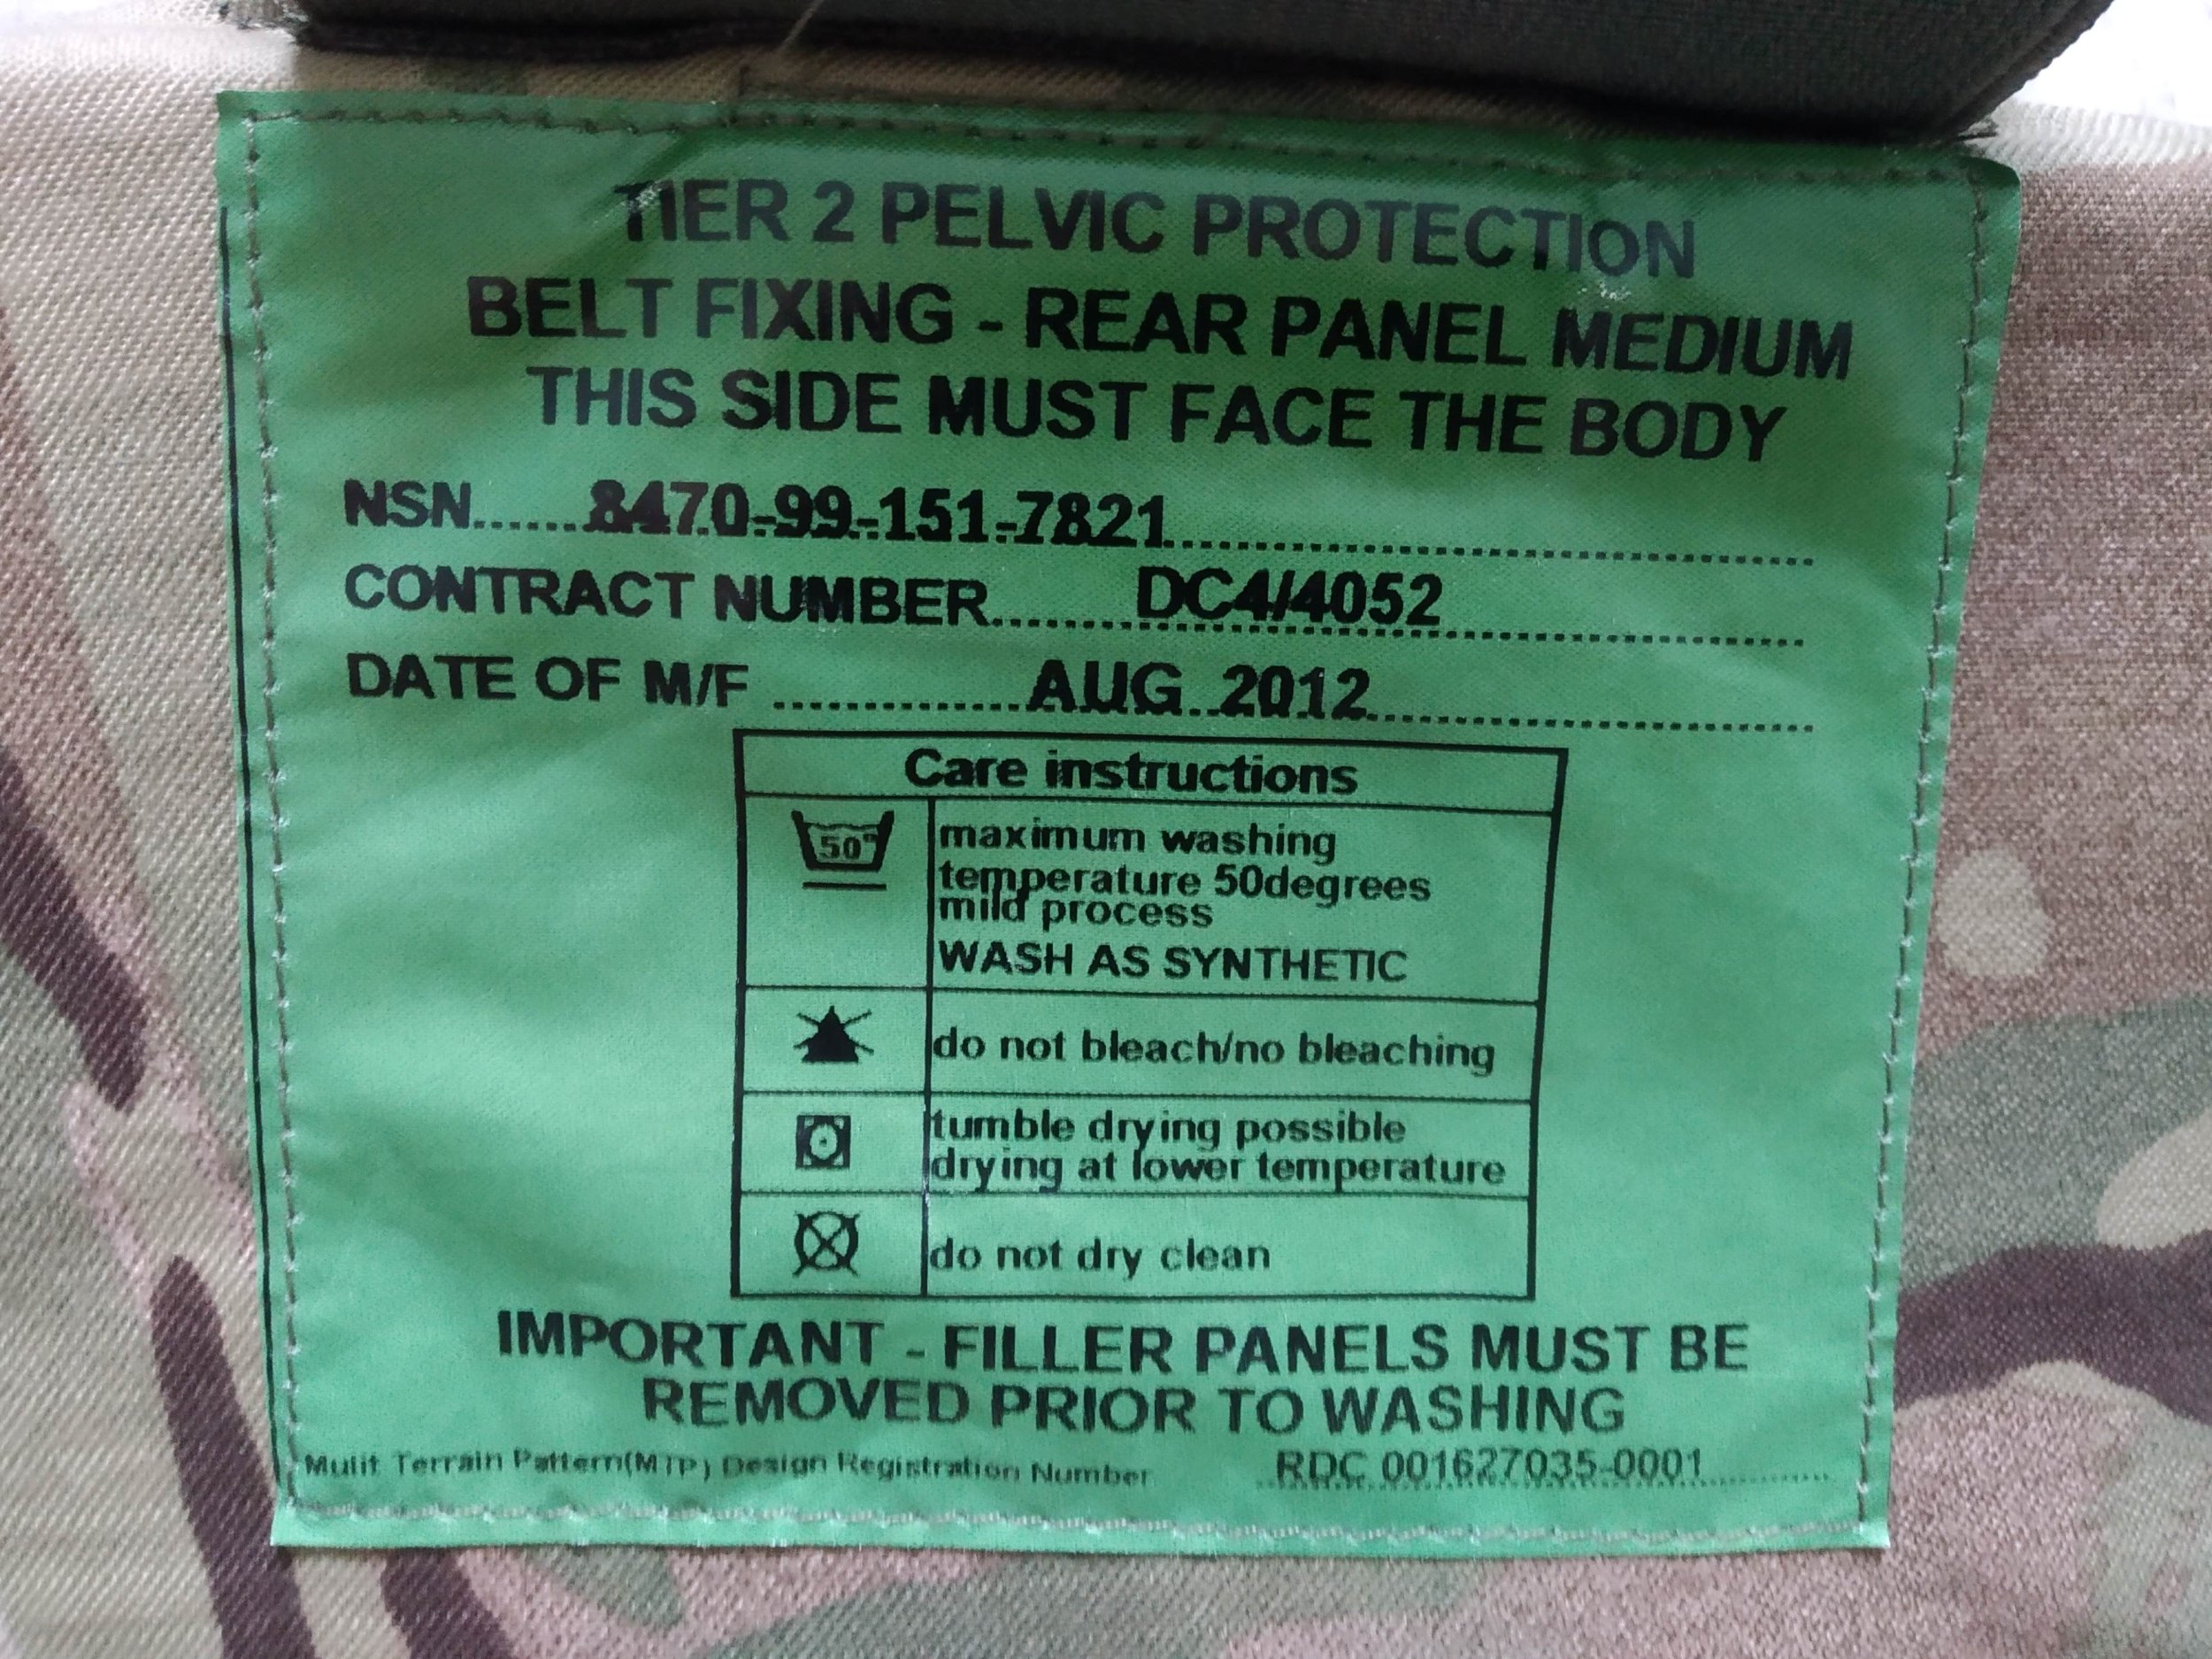 TIER 2 PELVIC PROTECTION
BELT FIXING - REAR PANEL MEDIUM
THIS SIDE MUST FACE THE BODY
NSN......8470-99-151-7821
CONTRACT NUMBER......DC4/4052
DATE OF M/F ......AUG 2012
Care instructions
50°
maximum washing
temperature 50degrees
mild process
WASH AS SYNTHETIC
do not bleach/no bleaching
tumble drying possible
drying at lower temperature
do not dry clean
IMPORTANT - FILLER PANELS MUST BE
REMOVED PRIOR TO WASHING
Mulit Terrain Pattern(MTP) Design Registration Number RDC 001627035-0001